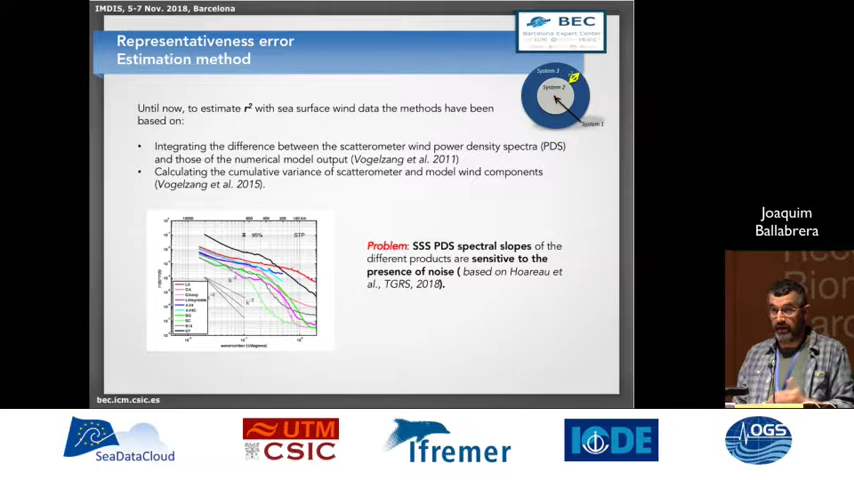 IMDIS, 5-7 Nov. 2018, Barcelona
Representativeness error
Estimation method
BEC
Barcelona Expert Center
System 3
System 2
System 1
Until now, to estimate r² with sea surface wind data the methods have been
based on:
• Integrating the difference between the scatterometer wind power density spectra (PDS)
and those of the numerical model output (Vogelzang et al. 2011)
• Calculating the cumulative variance of scatterometer and model wind components
(Vogelzang et al. 2015).
95%
STP
wavenumber (1/degrees)
Problem: SSS PDS spectral slopes of the
different products are sensitive to the
presence of noise ( based on Hoareau et
al., TGRS, 2018).
bec.icm.csic.es
Joaquim
Ballabrera
SeaDataCloud
UTM
CSIC
Ifremer
IODE
OGS